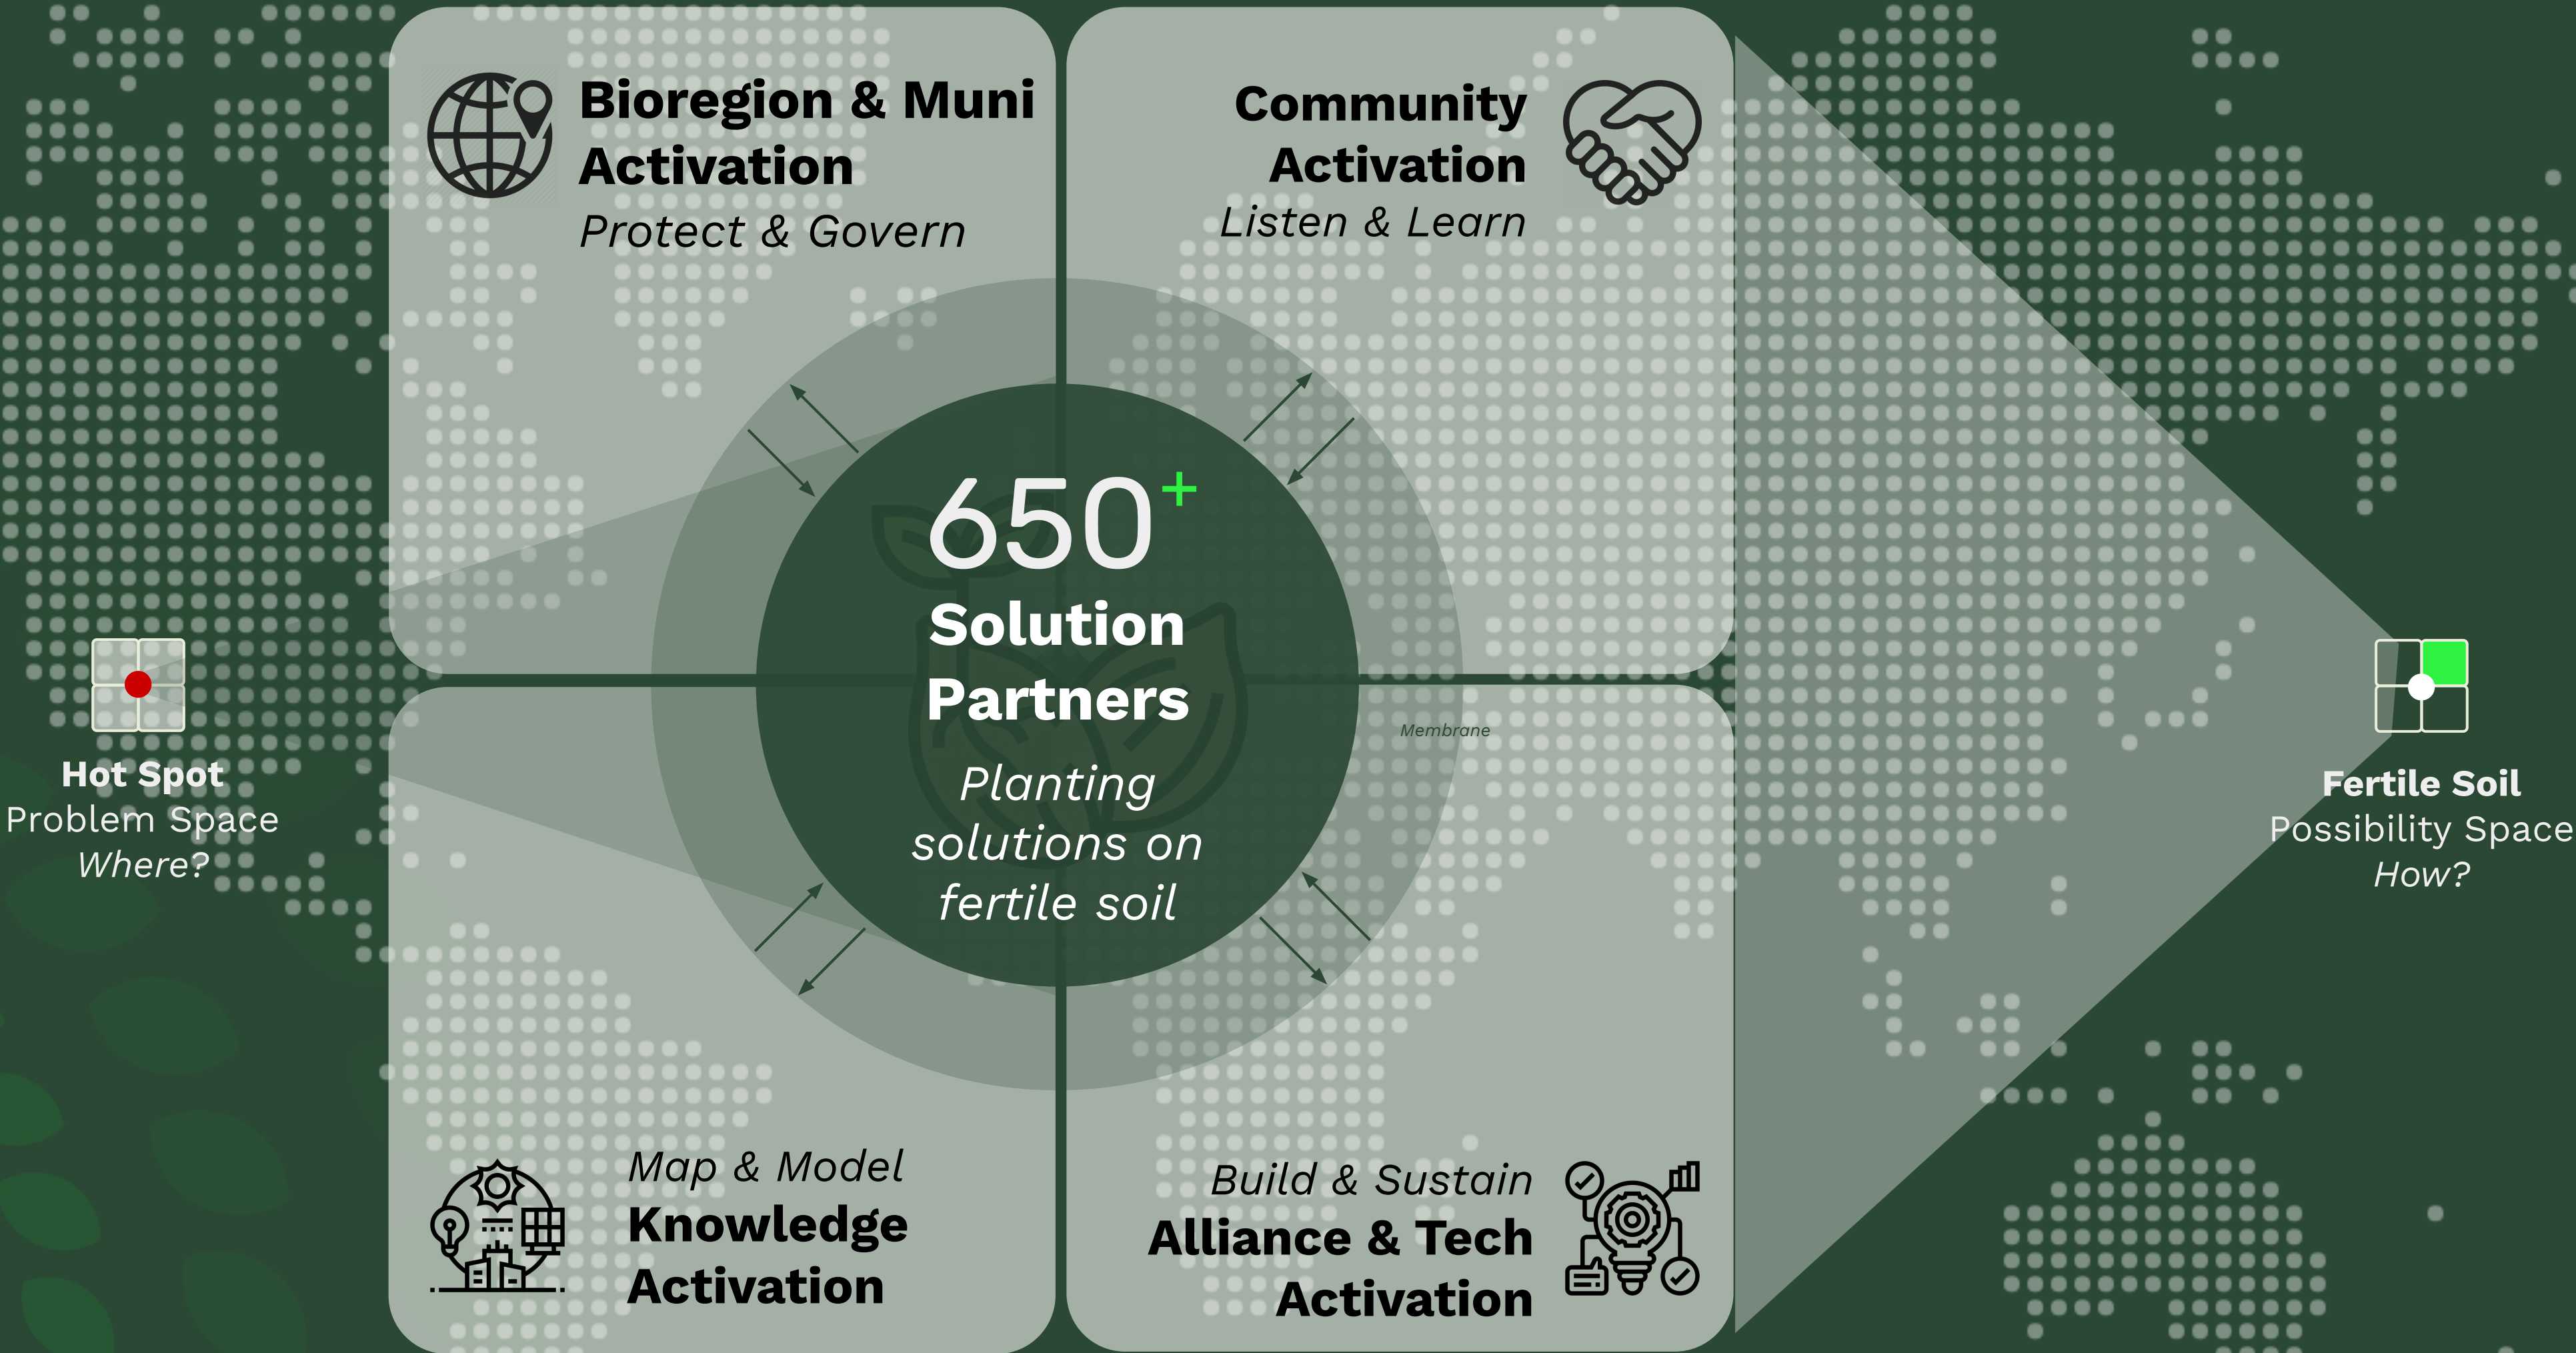 Bioregion & Muni
Activation
Protect & Govern
Community
Activation
Listen & Learn
650+
Solution
Partners
Planting
solutions on
fertile soil
Membrane
Hot Spot
Problem Space
Where?
Fertile Soil
Possibility Space
How?
Map & Model
Knowledge
Activation
Build & Sustain
Alliance & Tech
Activation